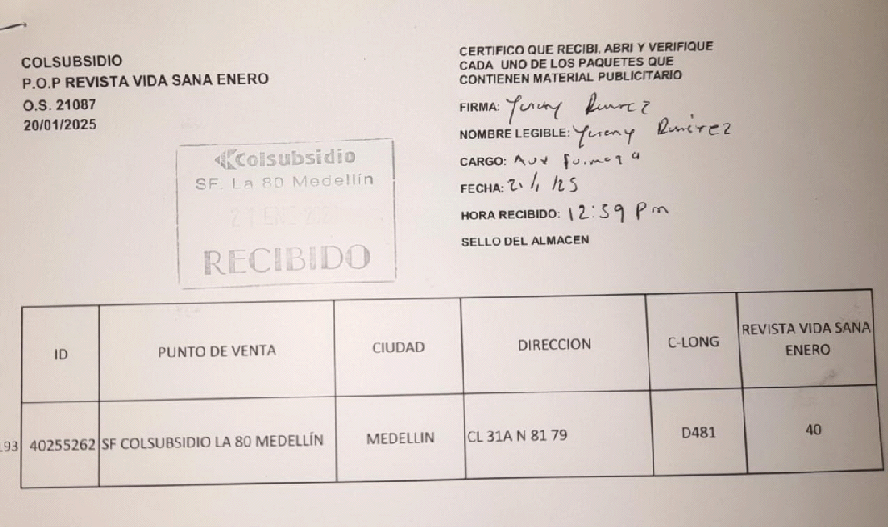 COLSUBSIDIO
P.O.P REVISTA VIDA SANA ENERO
O.S. 21087
20/01/2025
CERTIFICO QUE RECIBI, ABRI Y VERIFIQUE
CADA UNO DE LOS PAQUETES QUE
CONTIENEN MATERIAL PUBLICITARIO
FIRMA:
NOMBRE LEGIBLE: Ramirez
CARGO: Aux
FECHA: 21/1/25
HORA RECIBIDO: 12:39 Pm
SELLO DEL ALMACEN
Colsubsidio
SF. La 80 Medellín
ENE
RECIBIDO
ID PUNTO DE VENTA CIUDAD DIRECCION C-LONG REVISTA VIDA SANA
ENERO
193 40255262 SF COLSUBSIDIO LA 80 MEDELLÍN MEDELLIN CL 31A N 81 79 D481 40